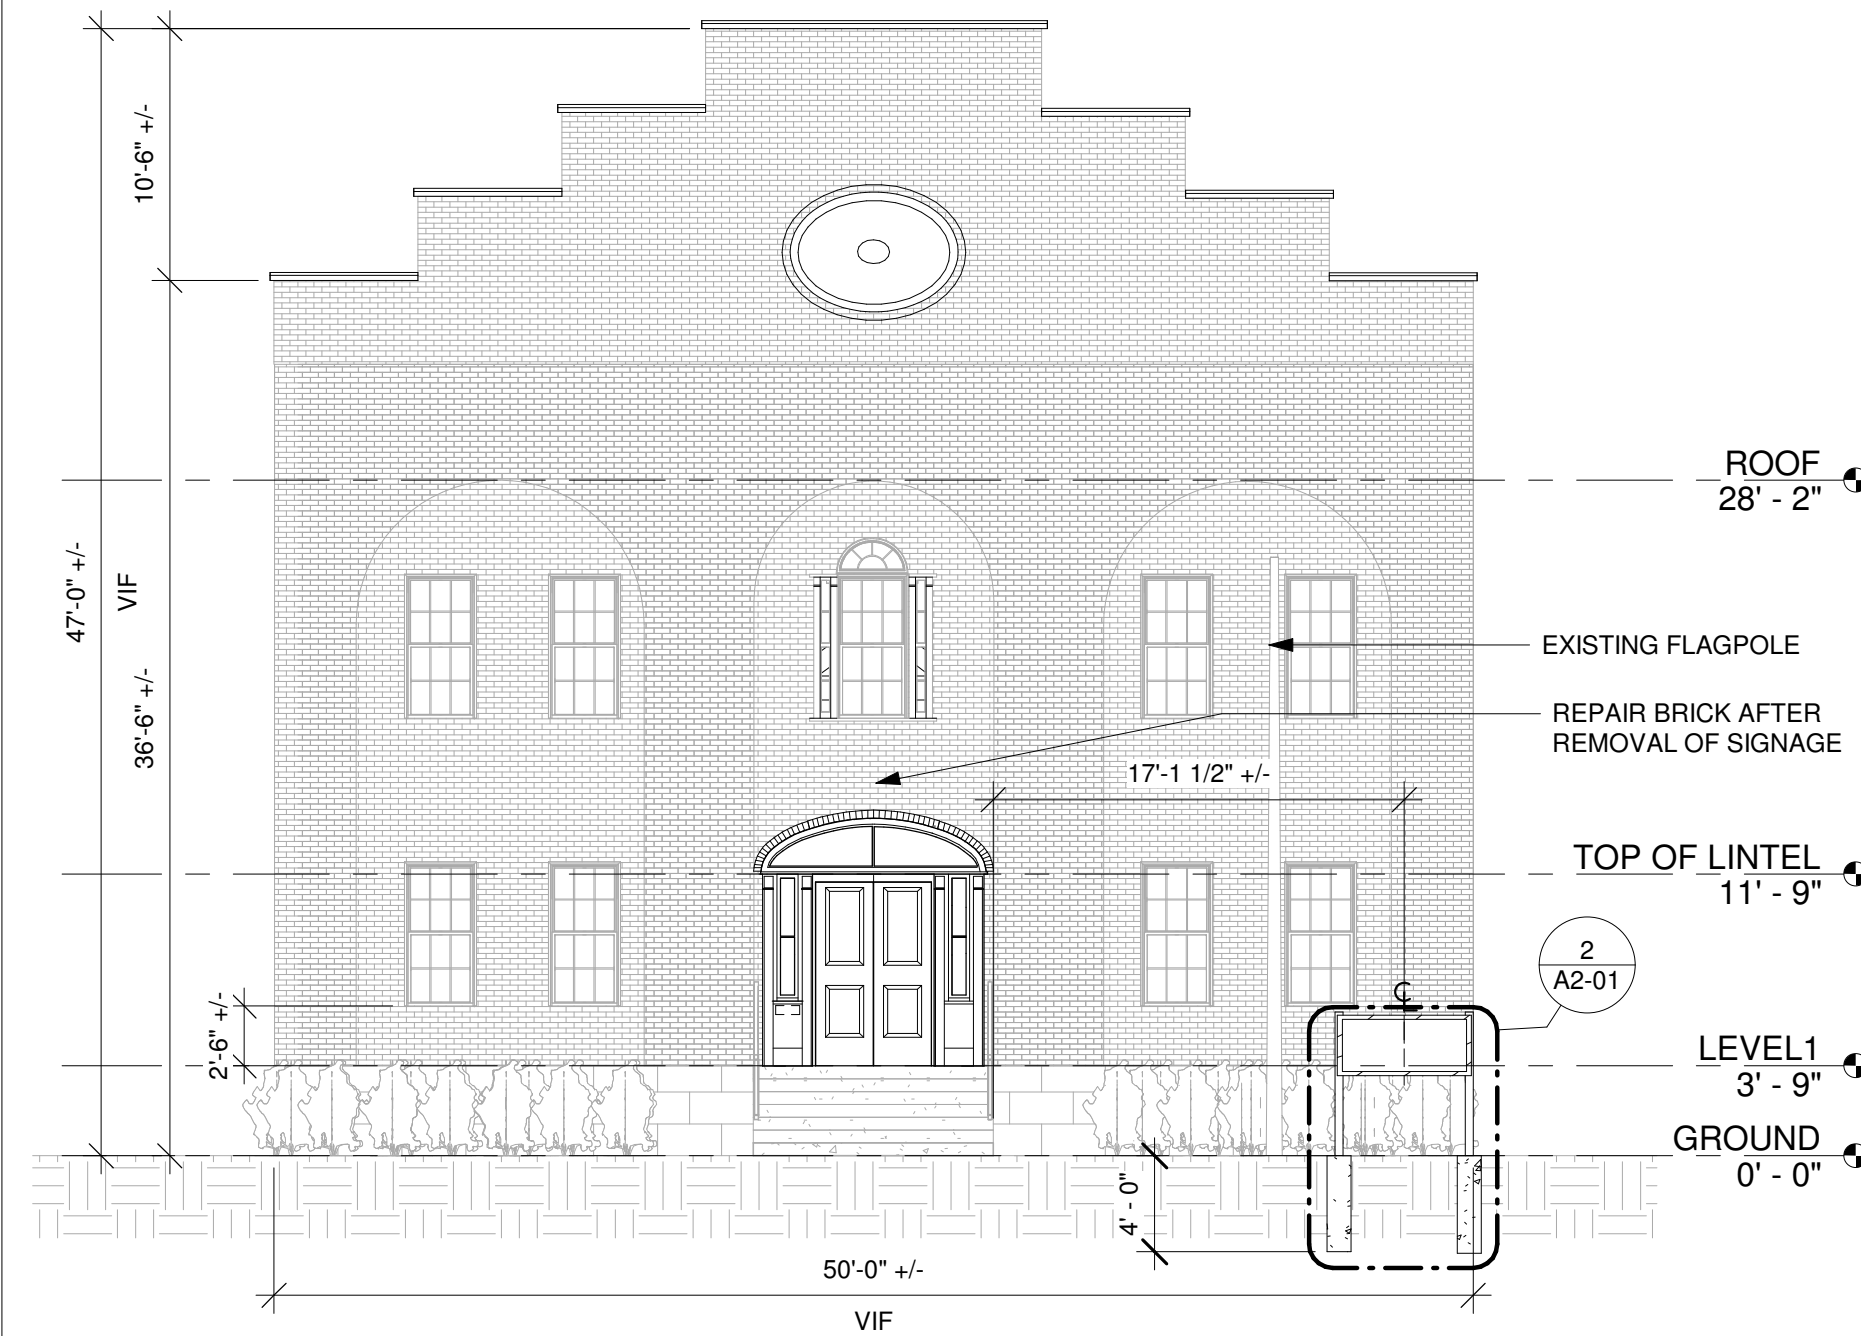 10'-6" +/-
47'-0" +/-
VIF
36'-6" +/-
ROOF
28' - 2"
EXISTING FLAGPOLE
REPAIR BRICK AFTER
REMOVAL OF SIGNAGE
17'-1 1/2" +/-
TOP OF LINTEL
11' - 9"
2
A2-01
2'-6" +/-
LEVEL1
3' - 9"
GROUND
0' - 0"
4' - 0"
50'-0" +/-
VIF